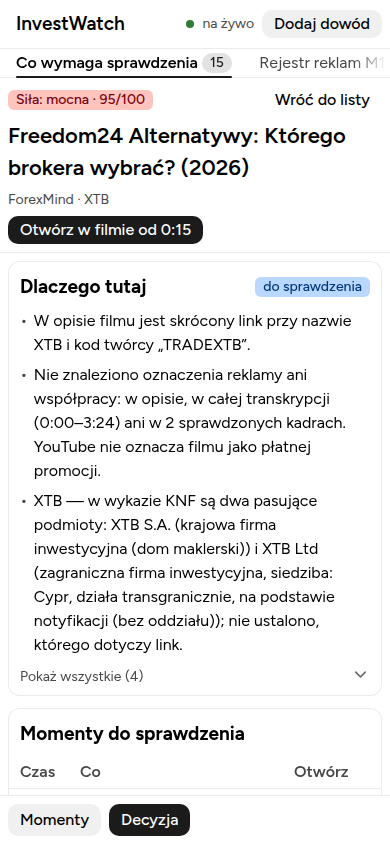 InvestWatch
na żywo
Dodaj dowód
Co wymaga sprawdzenia 15
Rejestr reklam M1
Siła: mocna · 95/100
Wróć do listy
Freedom24 Alternatywy: Którego
brokera wybrać? (2026)
ForexMind · XTB
Otwórz w filmie od 0:15
Dlaczego tutaj
do sprawdzenia
• W opisie filmu jest skrócony link przy nazwie
XTB i kod twórcy „TRADEXTB”.
• Nie znaleziono oznaczenia reklamy ani
współpracy: w opisie, w całej transkrypcji
(0:00–3:24) ani w 2 sprawdzonych kadrach.
YouTube nie oznacza filmu jako płatnej
promocji.
• XTB — w wykazie KNF są dwa pasujące
podmioty: XTB S.A. (krajowa firma
inwestycyjna (dom maklerski)) i XTB Ltd
(zagraniczna firma inwestycyjna, siedziba:
Cypr, działa transgranicznie, na podstawie
notyfikacji (bez oddziału)); nie ustalono,
którego dotyczy link.
Pokaż wszystkie (4)
Momenty do sprawdzenia
Czas Co Otwórz
Momenty
Decyzja